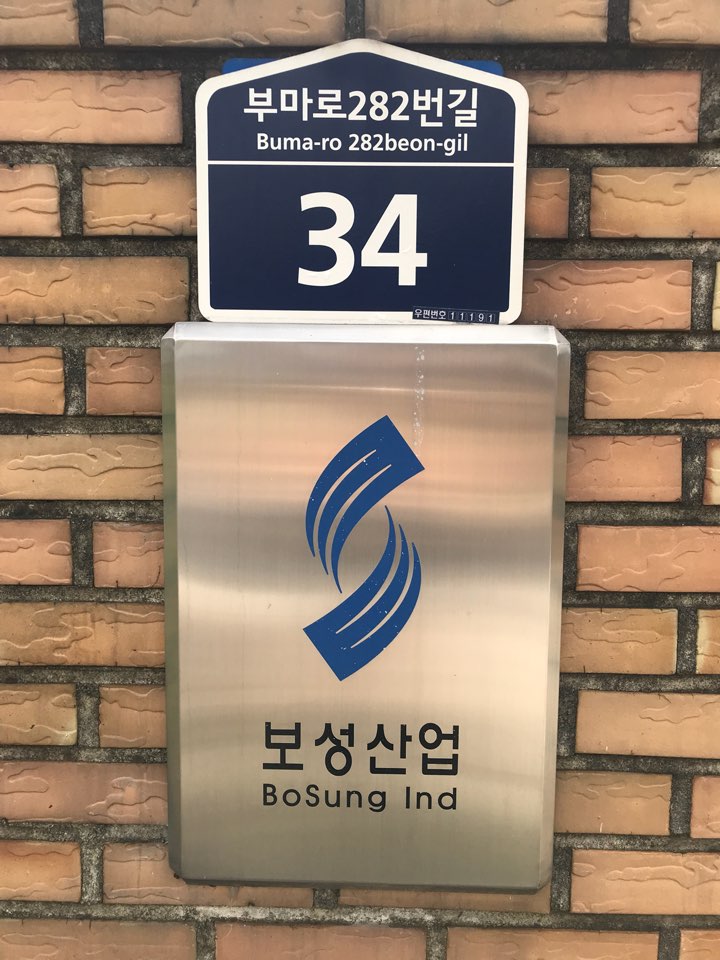 부마로282번길
Buma-ro 282beon-gil
34
우편번호 11191
보성산업
BoSung Ind